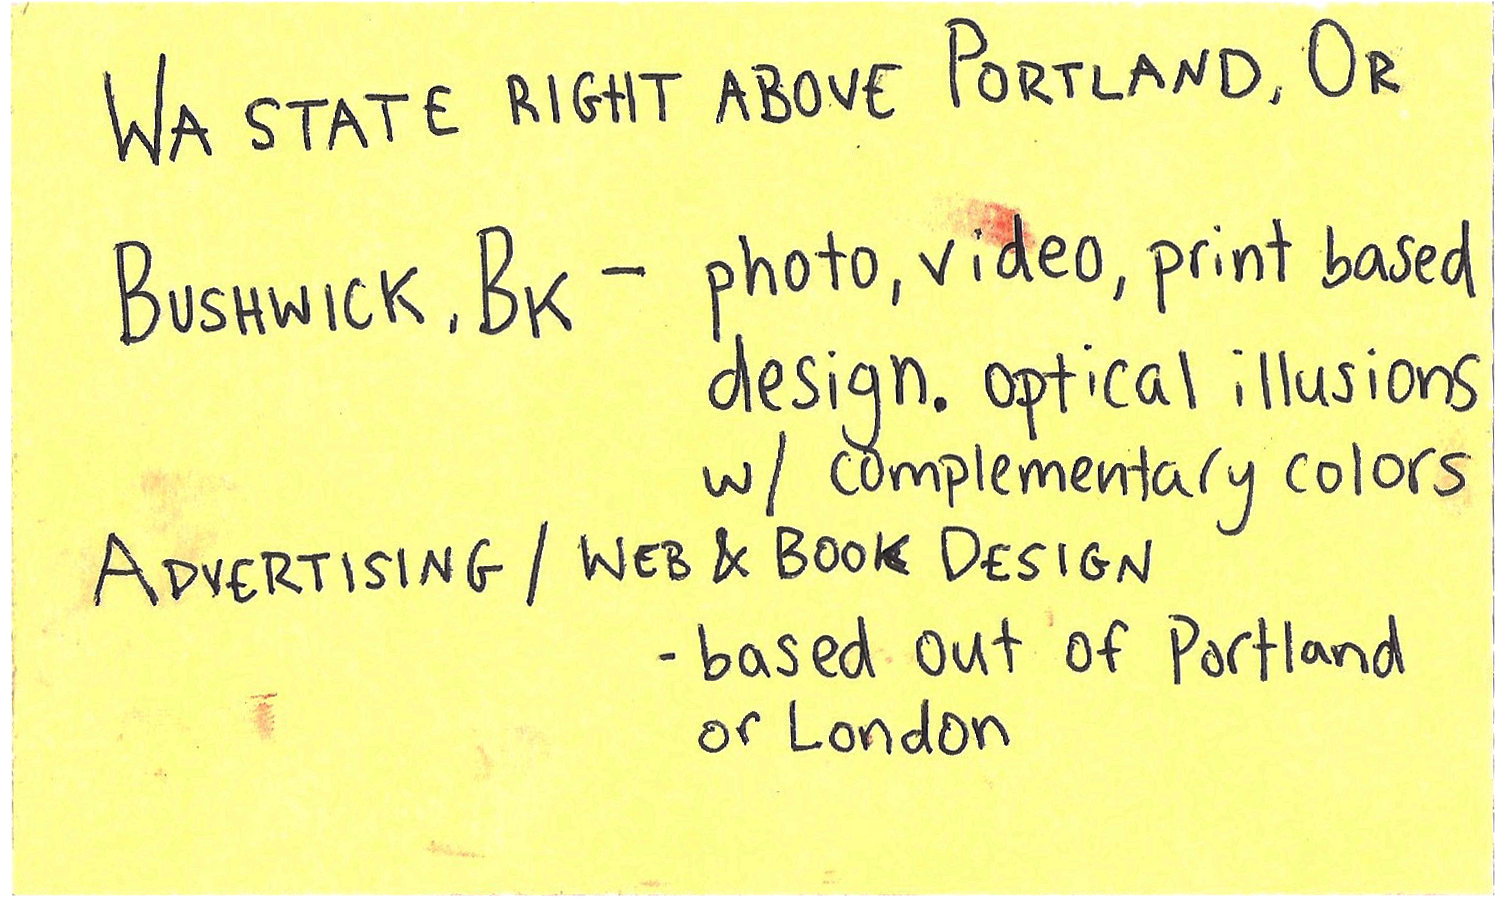 WA STATE RIGHT ABOVE PORTLAND, OR
BUSHWICK, BK – photo, video, print based
design. optical illusions
w/ complementary colors
ADVERTISING / WEB & BOOK DESIGN
- based out of Portland
or London